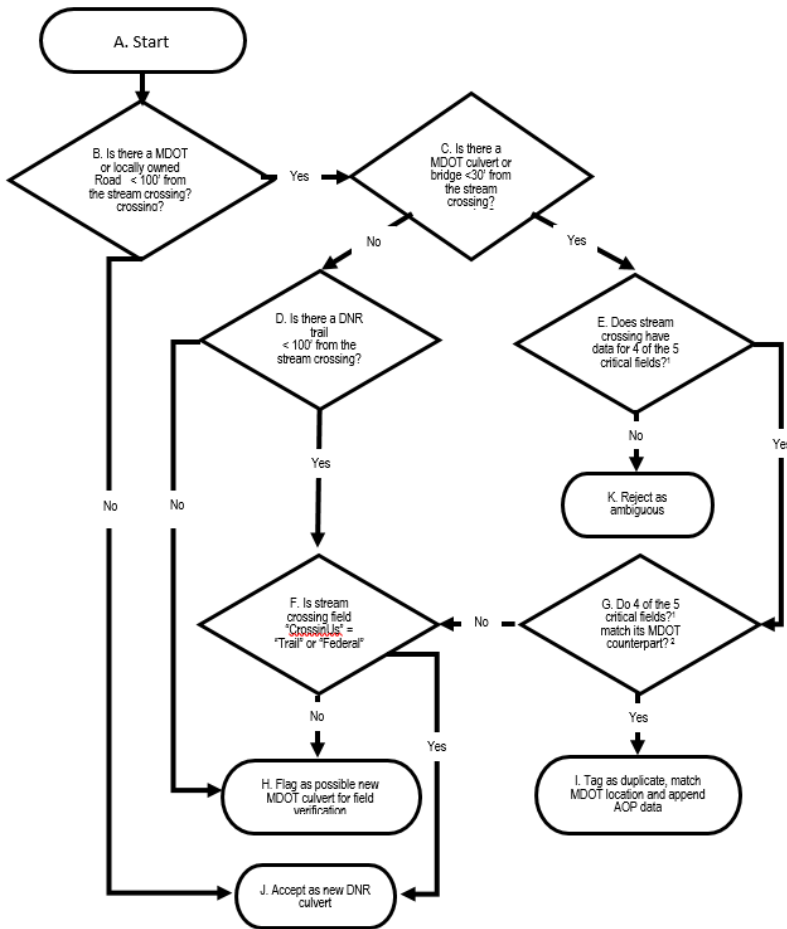 A. Start
B. Is there a MDOT
or locally owned
Road < 100' from
the stream crossing?
crossing?
Yes
C. Is there a
MDOT culvert or
bridge <30' from
the stream
crossing?
No
Yes
D. Is there a DNR
trail
< 100' from the
stream crossing?
E. Does stream
crossing have
data for 4 of the 5
critical fields?¹
No
Yes
Yes
No
No
K. Reject as
ambiguous
F. Is stream
crossing field
"CrossinUs" =
"Trail" or "Federal"
No
G. Do 4 of the 5
critical fields?¹
match its MDOT
counterpart? ²
No
Yes
Yes
H. Flag as possible new
MDOT culvert for field
verification
I. Tag as duplicate, match
MDOT location and append
AOP data
J. Accept as new DNR
culvert